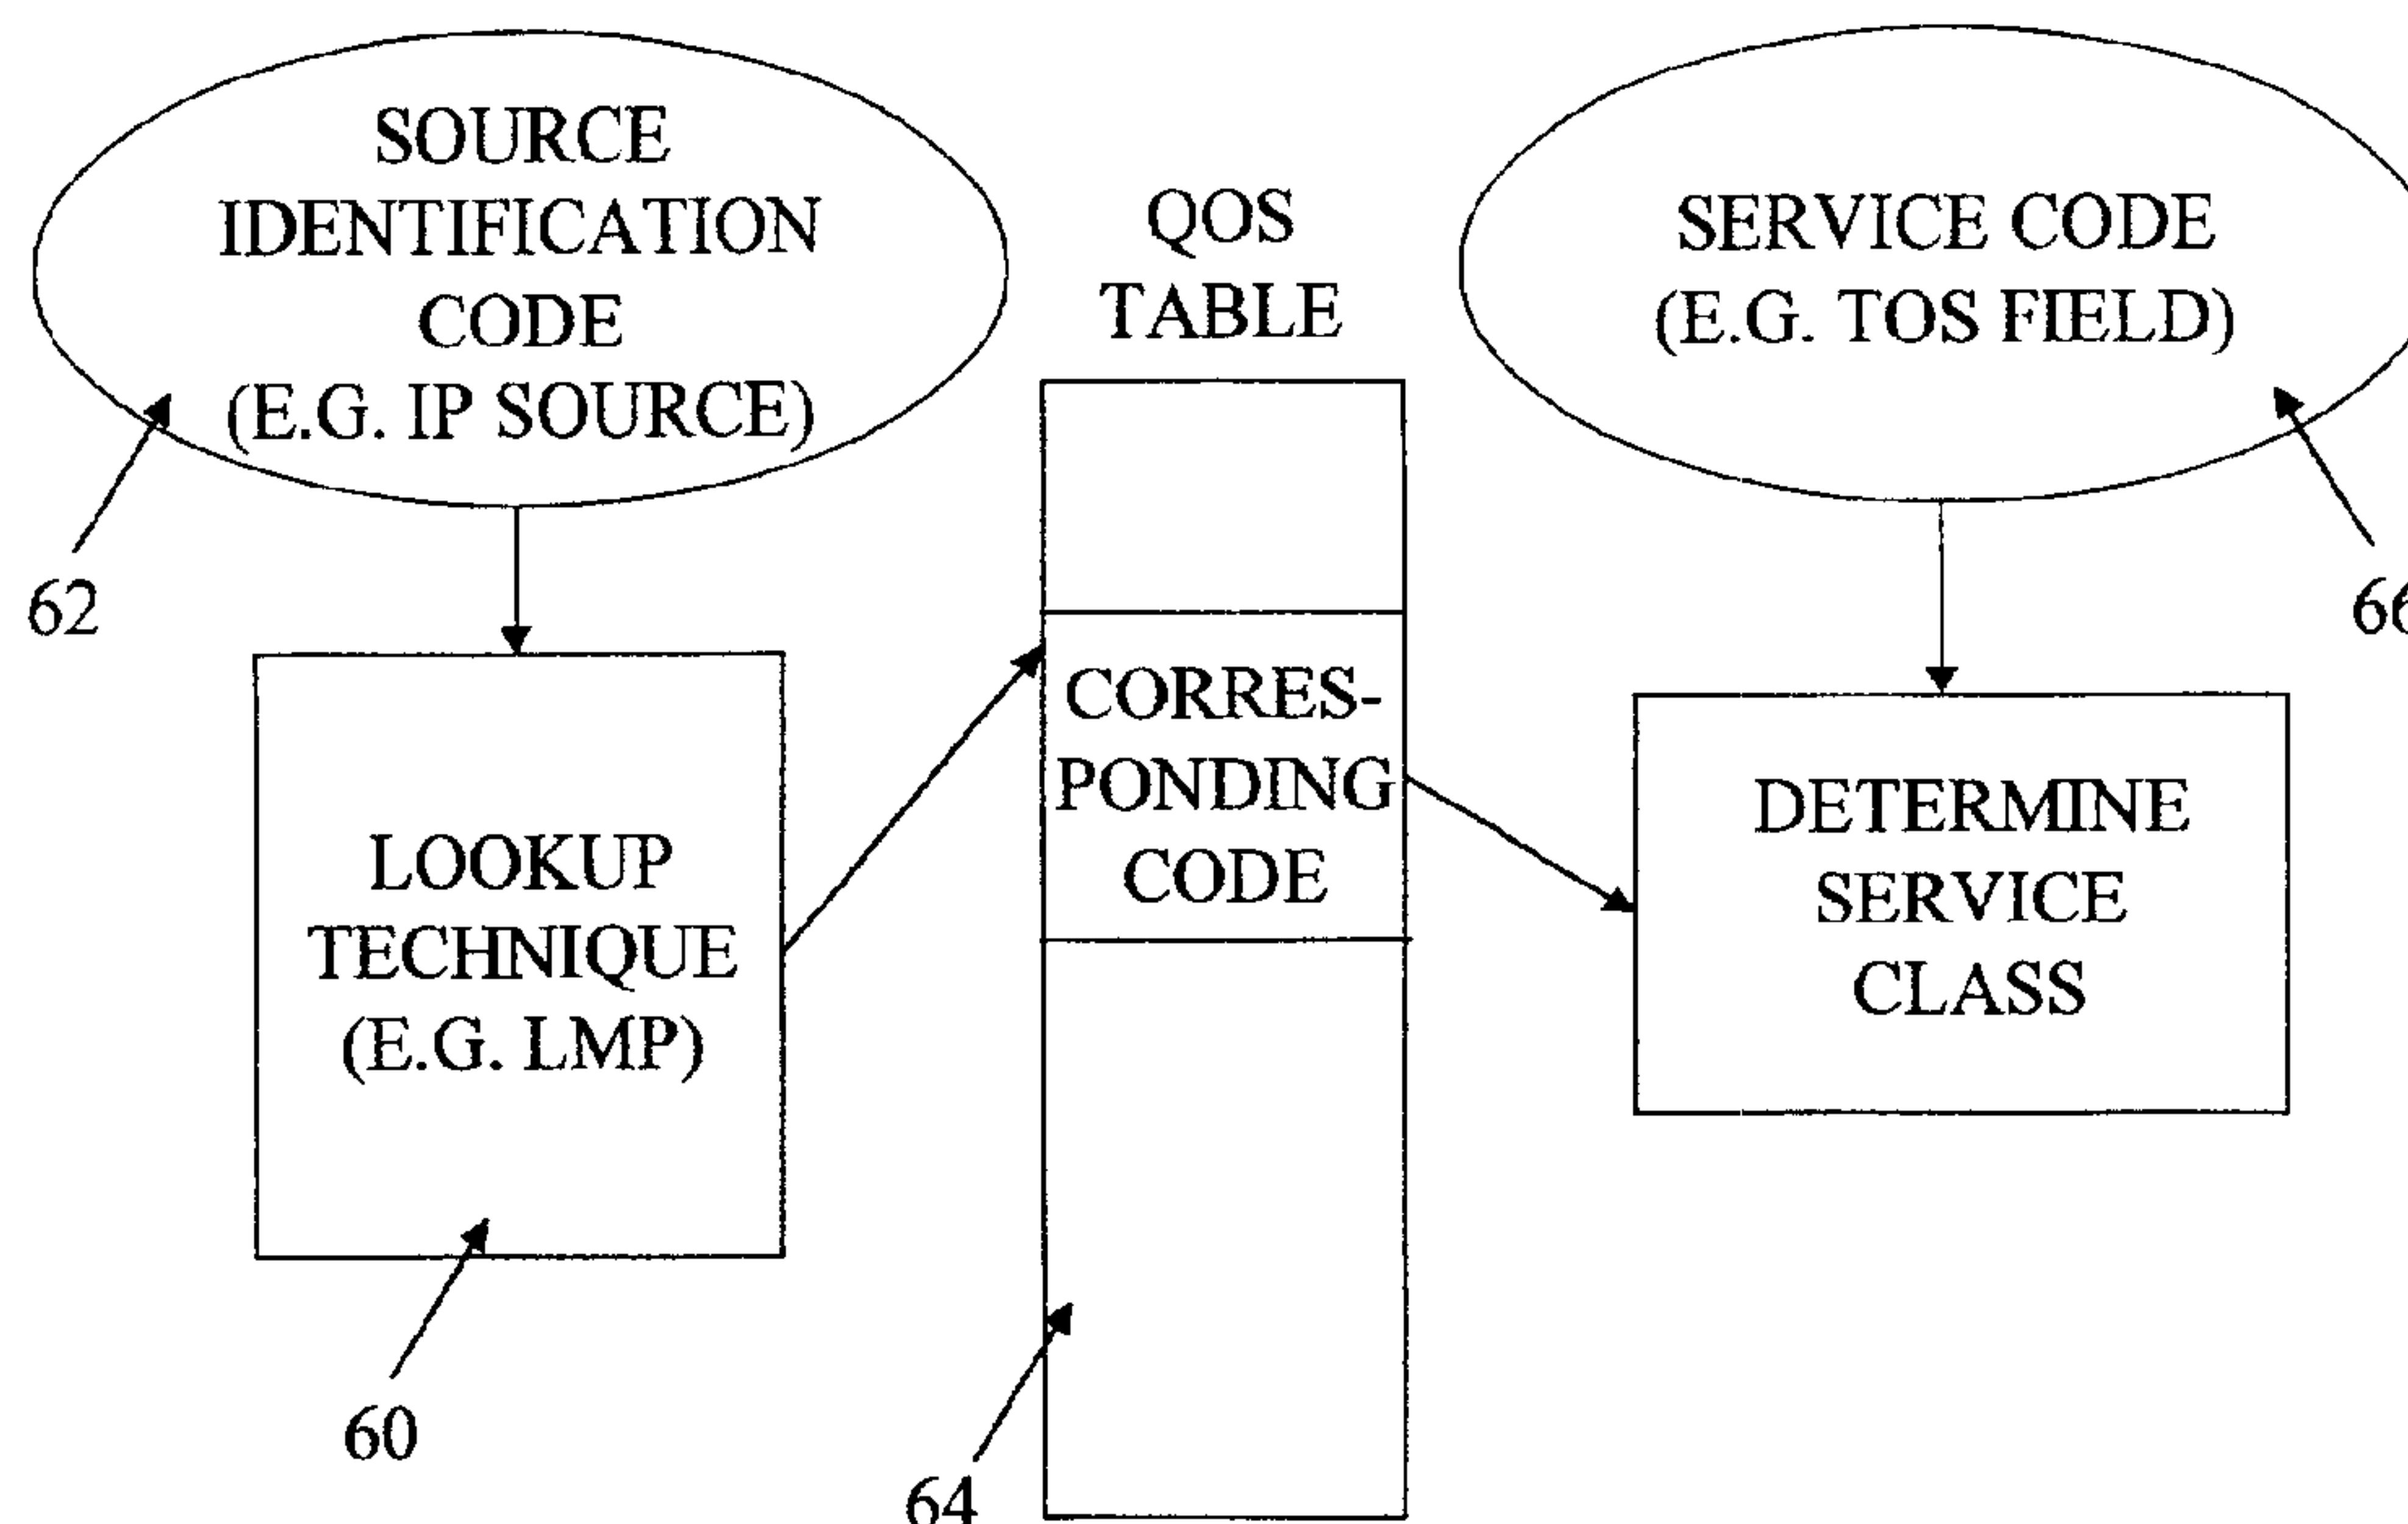 SOURCE
IDENTIFICATION
CODE
(E.G. IP SOURCE)
QOS
TABLE
SERVICE CODE
(E.G. TOS FIELD)
62
66
CORRES-
PONDING
CODE
LOOKUP
TECHNIQUE
(E.G. LMP)
DETERMINE
SERVICE
CLASS
60
64